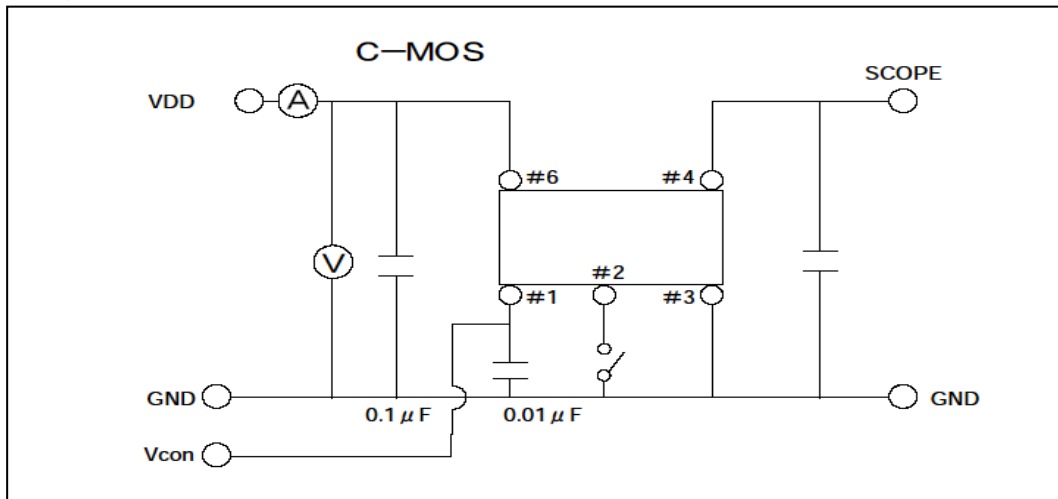 C-MOS
SCOPE
VDD
A
#6
#4
V
#2
#1
#3
GND
GND
0.1μF
0.01μF
Vcon